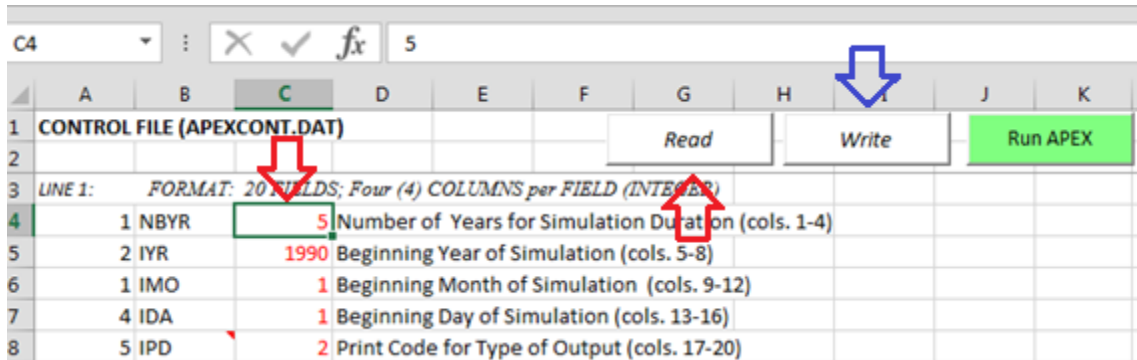 C4 fx 5
A B C D E F G H J K
1 CONTROL FILE (APEXCONT.DAT) Read Write Run APEX
2
3 LINE 1: FORMAT: 20 FIELDS; Four (4) COLUMNS per FIELD (INTEGER)
4 1 NBYR 5 Number of Years for Simulation Duration (cols. 1-4)
5 2 IYR 1990 Beginning Year of Simulation (cols. 5-8)
6 1 IMO 1 Beginning Month of Simulation (cols. 9-12)
7 4 IDA 1 Beginning Day of Simulation (cols. 13-16)
8 5 IPD 2 Print Code for Type of Output (cols. 17-20)